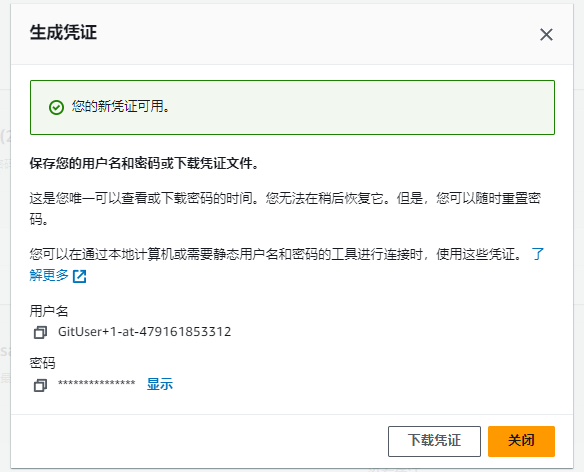 生成凭证
您的新凭证可用。
保存您的用户名和密码或下载凭证文件。
这是您唯一可以查看或下载密码的时间。您无法在稍后恢复它。但是，您可以随时重置密
码。
您可以在通过本地计算机或需要静态用户名和密码的工具进行连接时，使用这些凭证。 了
解更多
用户名
GitUser+1-at-479161853312
密码
*************** 显示
下载凭证 关闭